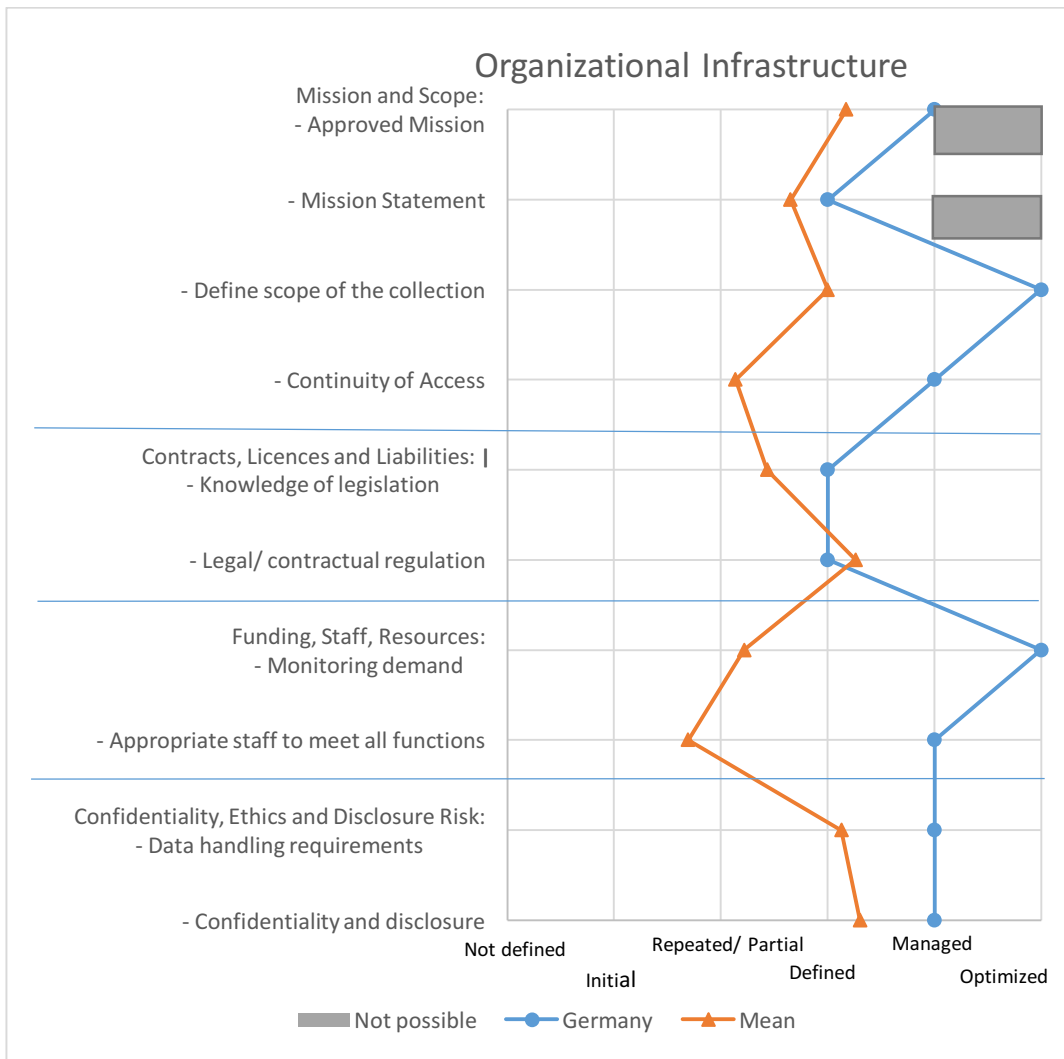 Organizational Infrastructure
Mission and Scope:
- Approved Mission
- Mission Statement
- Define scope of the collection
- Continuity of Access
Contracts, Licences and Liabilities: |
- Knowledge of legislation
- Legal/ contractual regulation
Funding, Staff, Resources:
- Monitoring demand
- Appropriate staff to meet all functions
Confidentiality, Ethics and Disclosure Risk:
- Data handling requirements
- Confidentiality and disclosure
Not defined
Initial
Repeated/ Partial
Defined
Managed
Optimized
Not possible
Germany
Mean